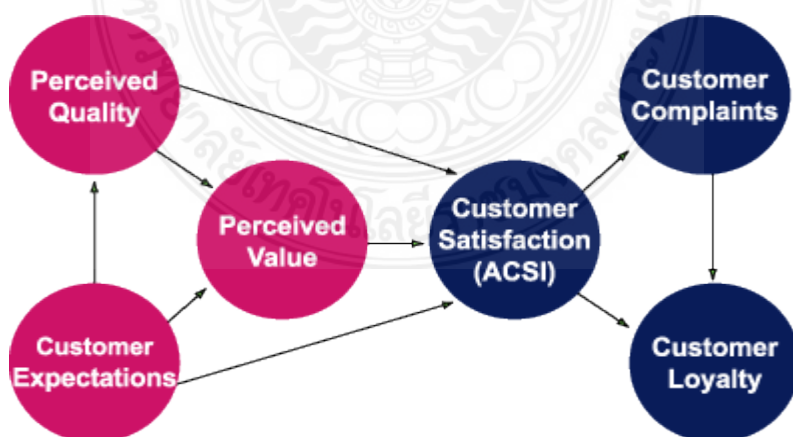 Perceived
Quality
Customer
Complaints
Perceived
Value
Customer
Satisfaction
(ACSI)
Customer
Expectations
Customer
Loyalty